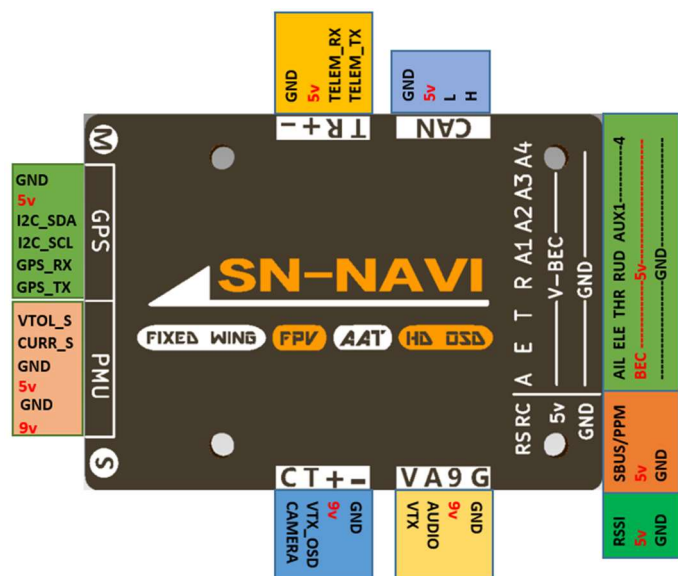 GND
5v
TELEM_RX
TELEM_TX
GND
5v
L
H
- + R T
CAN
M
GPS
GND
5v
I2C_SDA
I2C_SCL
GPS_RX
GPS_TX
PMU
VTOL_S
CURR_S
GND
5v
GND
9v
S
SN-NAVI
FIXED WING
FPV
AAT
HD OSD
A E T R A1 A2 A3 A4
V-BEC
GND
RS RC
5v
GND
AIL ELE THR RUD AUX1--------4
BEC ----------------5v----------------
----------------GND----------------
SBUS/PPM
5v
GND
RSSI
5v
GND
C T + -
V A 9 G
CAMERA
VTX_OSD
9v
GND
VTX
AUDIO
9v
GND